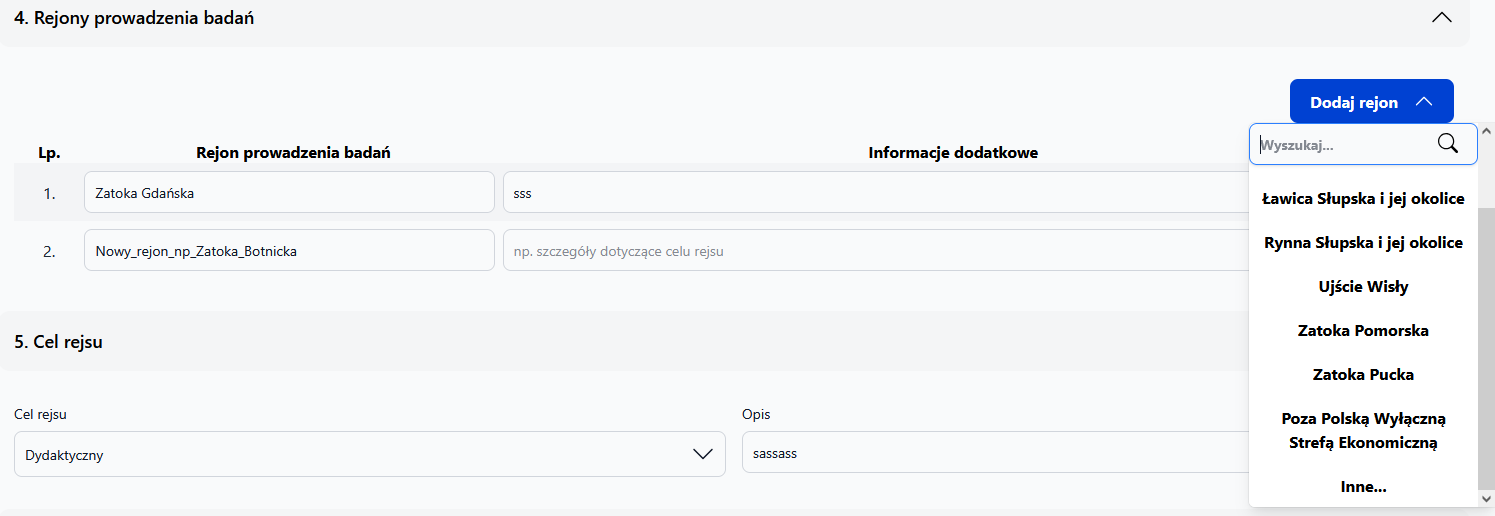 4. Rejony prowadzenia badań
Dodaj rejon
Wyszukaj...
Lp.
Rejon prowadzenia badań
Informacje dodatkowe
1.
Zatoka Gdańska
sss
2.
Nowy_rejon_np_Zatoka_Botnicka
np. szczegóły dotyczące celu rejsu
Ławica Słupska i jej okolice
Rynna Słupska i jej okolice
Ujście Wisły
Zatoka Pomorska
Zatoka Pucka
Poza Polską Wyłączną
Strefą Ekonomiczną
Inne...
5. Cel rejsu
Cel rejsu
Dydaktyczny
Opis
sassass